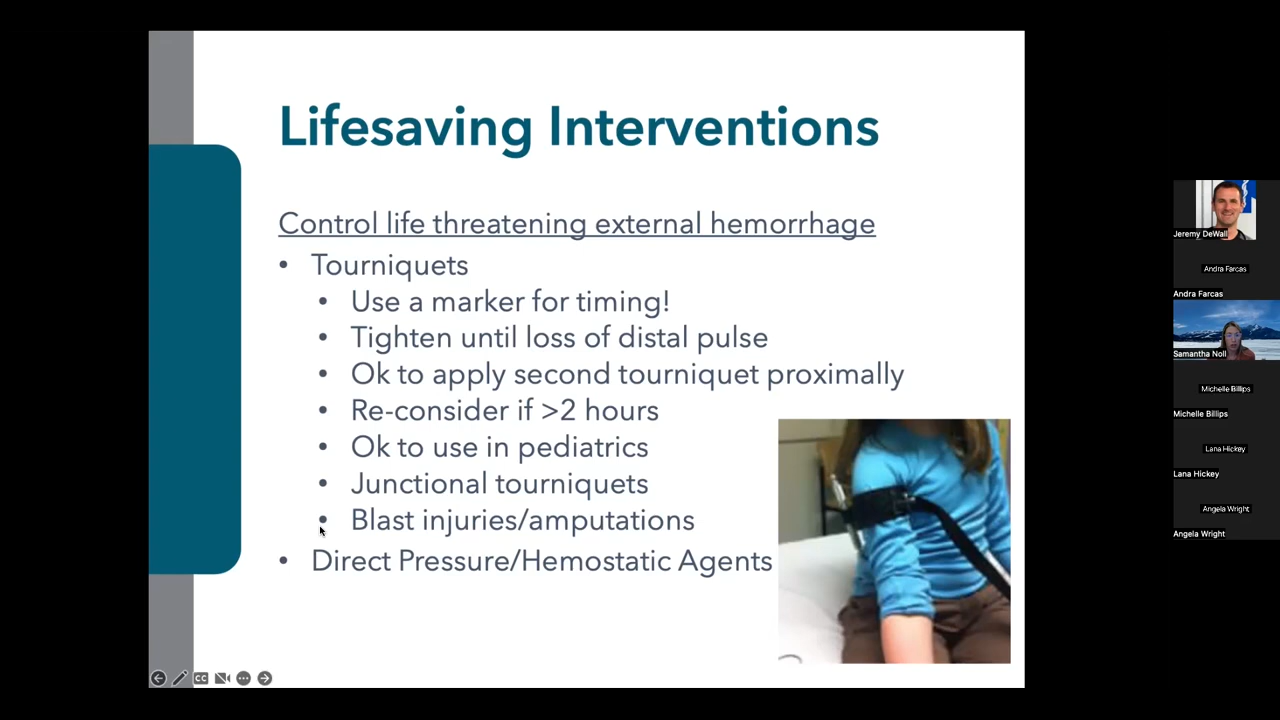 Lifesaving Interventions
Control life threatening external hemorrhage
• Tourniquets
• Use a marker for timing!
• Tighten until loss of distal pulse
• Ok to apply second tourniquet proximally
• Re-consider if >2 hours
• Ok to use in pediatrics
• Junctional tourniquets
• Blast injuries/amputations
• Direct Pressure/Hemostatic Agents
CC
Jeremy DeWall
Andra Farcas
Andra Farcas
Samantha Noll
Michelle Billips
Michelle Billips
Lana Hickey
Lana Hickey
Angela Wright
Angela Wright